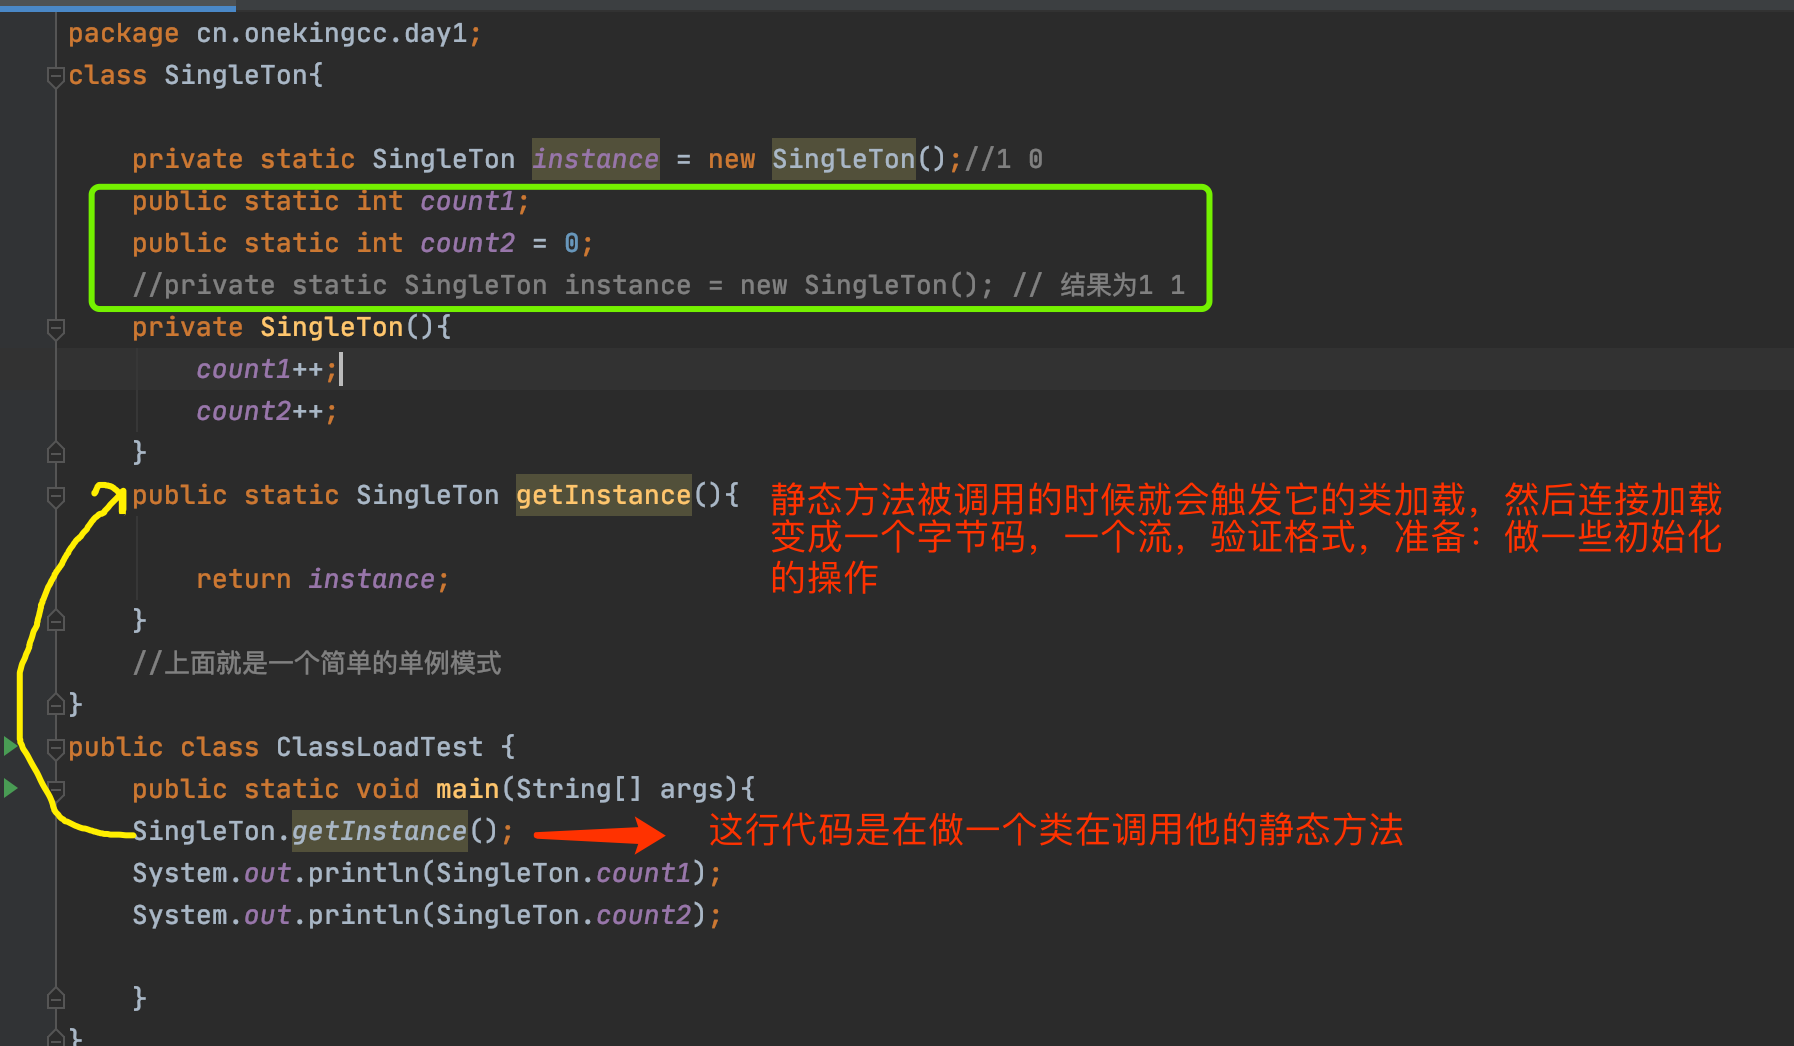 package cn.onekingcc.day1;
class SingleTon{
private static SingleTon instance = new SingleTon();//1 0
public static int count1;
public static int count2 = 0;
//private static SingleTon instance = new SingleTon(); // 结果为1 1
private SingleTon(){
count1++;
count2++;
}
public static SingleTon getInstance(){
静态方法被调用的时候就会触发它的类加载，然后连接加载
变成一个字节码，一个流，验证格式，准备：做一些初始化
的操作
return instance;
}
//上面就是一个简单的单例模式
}
public class ClassLoadTest {
public static void main(String[] args){
SingleTon.getInstance();
这行代码是在做一个类在调用他的静态方法
System.out.println(SingleTon.count1);
System.out.println(SingleTon.count2);
}
}